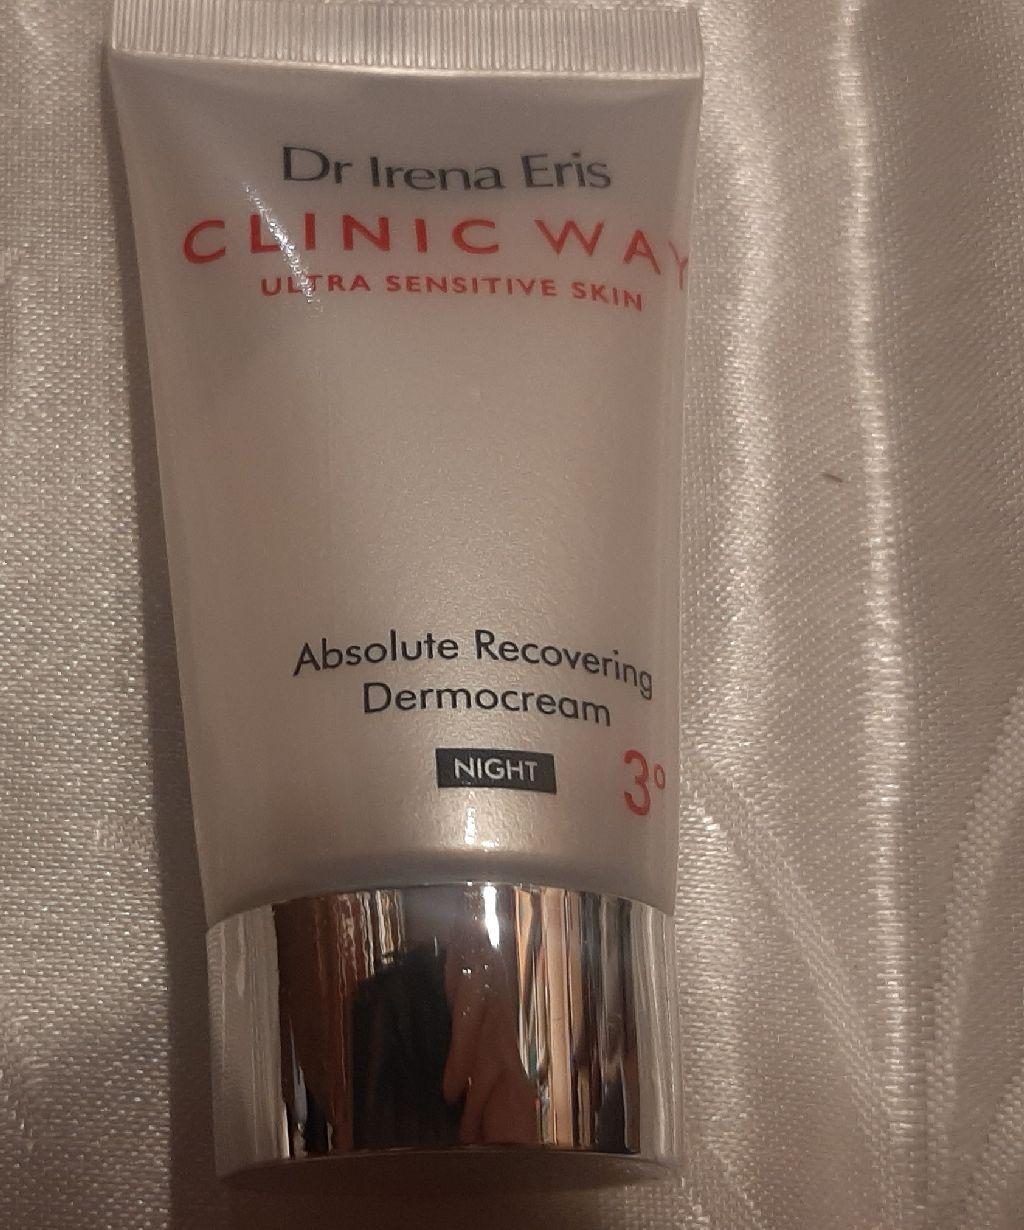 Dr Irena Eris
CLINIC WAY
ULTRA SENSITIVE SKIN
Absolute Recovering
Dermocream
NIGHT
3°